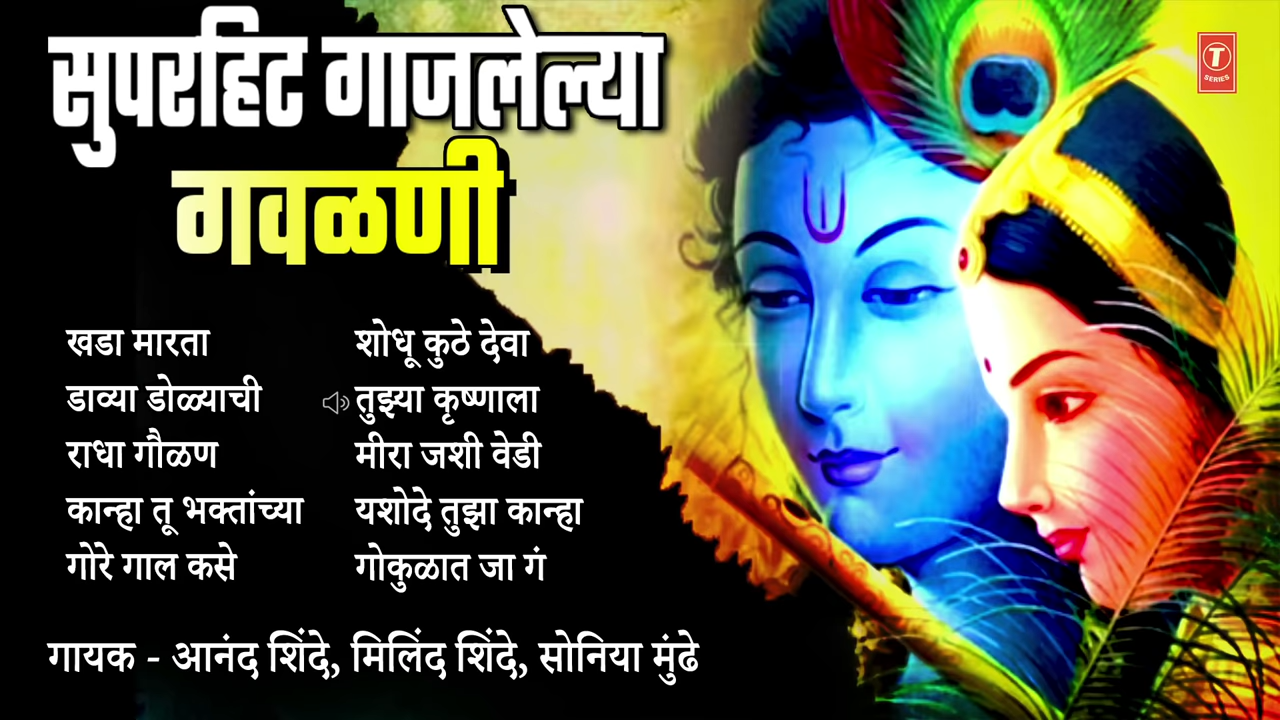 सुपरहिट गाजलेल्या
गवळणी
खडा मारता
डाव्या डोळ्याची
राधा गौळण
कान्हा तू भक्तांच्या
गोरे गाल कसे
शोधू कुठे देवा
तुझ्या कृष्णाला
मीरा जशी वेडी
यशोदे तुझा कान्हा
गोकुळात जा गं
गायक - आनंद शिंदे, मिलिंद शिंदे, सोनिया मुंढे
T
SERIES